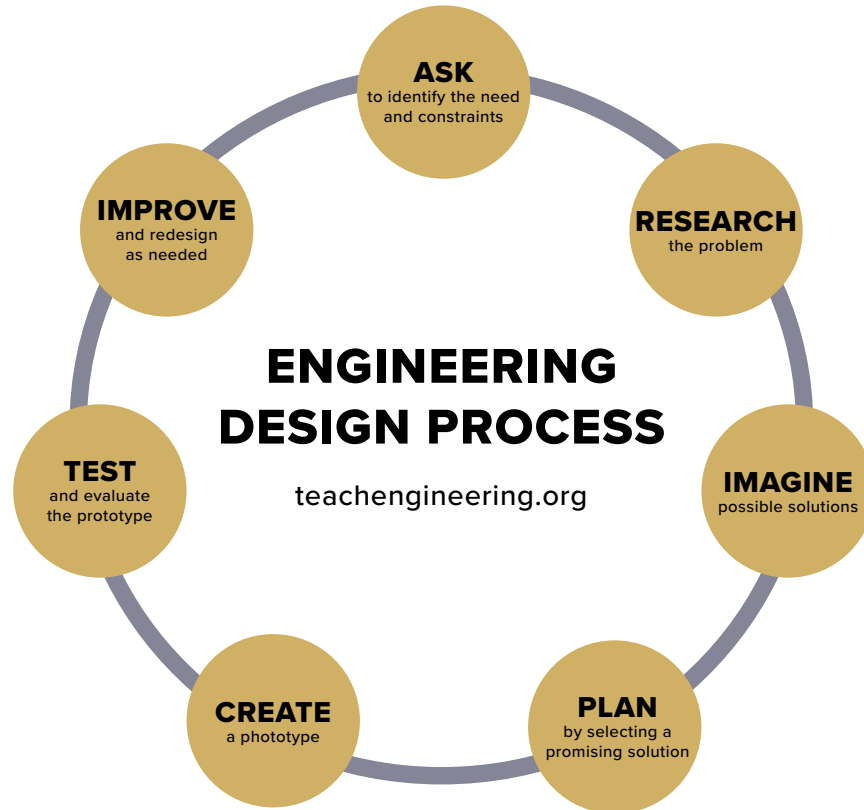 ASK
to identify the need
and constraints
RESEARCH
the problem
IMAGINE
possible solutions
PLAN
by selecting a
promising solution
CREATE
a phototype
TEST
and evaluate
the prototype
IMPROVE
and redesign
as needed
ENGINEERING
DESIGN PROCESS
teachengineering.org